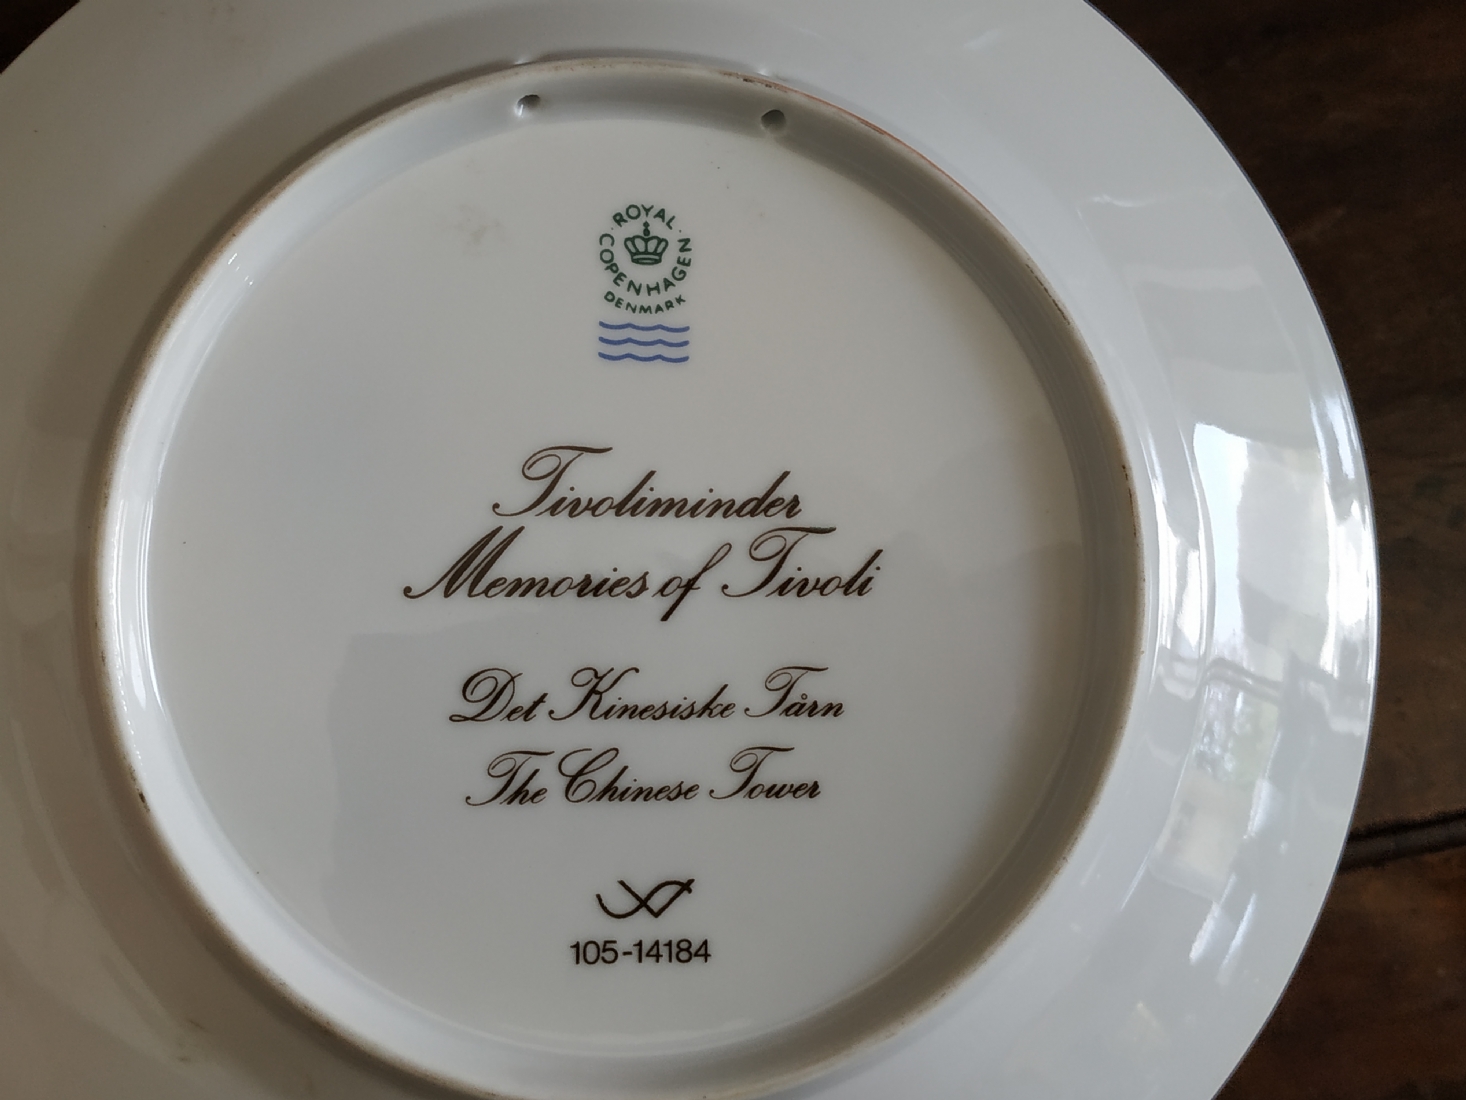 ROYAL
COPENHAGEN
DENMARK
Tivoliminder
Memories of Tivoli
Det Kinesiske Tårn
The Chinese Tower
105-14184